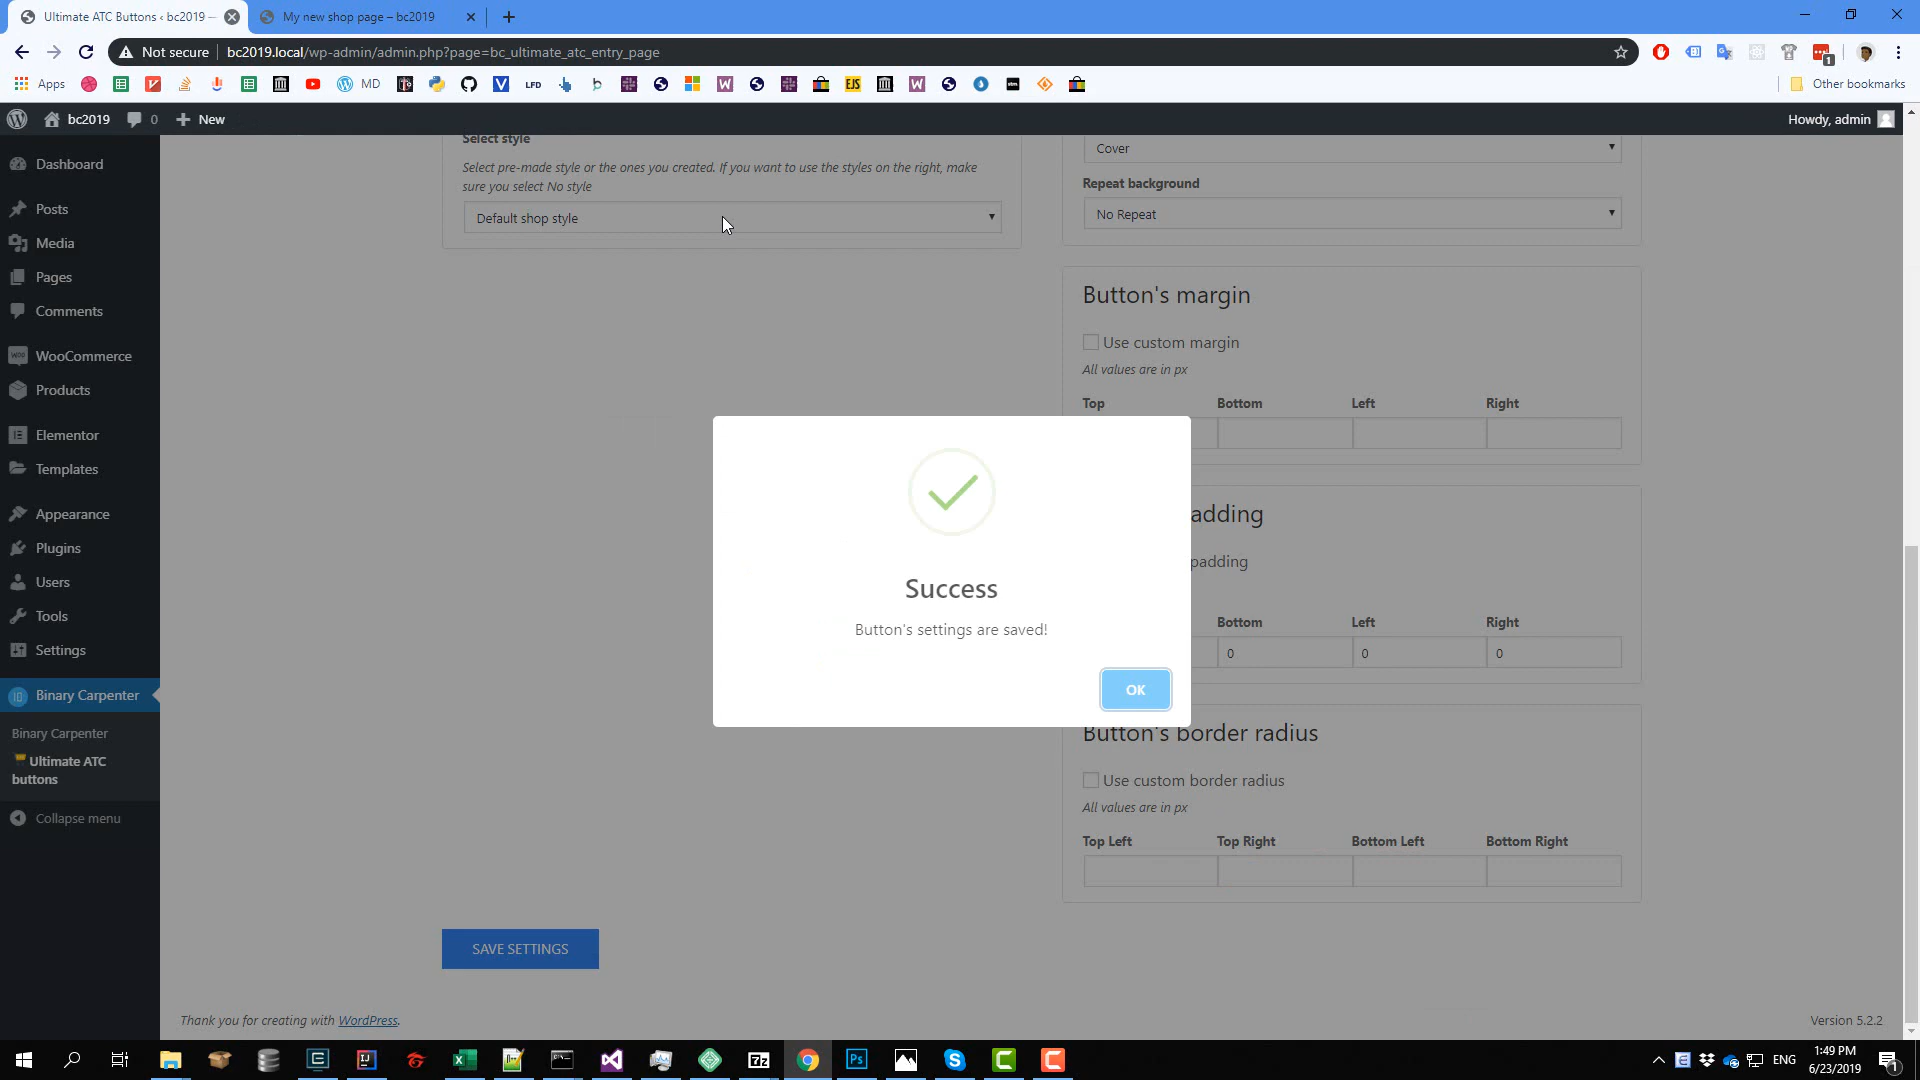 Ultimate ATC Buttons ‹ bc2019 —
My new shop page – bc2019
Not secure
bc2019.local/wp-admin/admin.php?page=bc_ultimate_atc_entry_page
1
Apps
MD
LFD
EJS
Other bookmarks
bc2019
0
New
Howdy, admin
Dashboard
Posts
Media
Pages
Comments
WooCommerce
Products
Elementor
Templates
Appearance
Plugins
Users
Tools
Settings
Binary Carpenter
Binary Carpenter
Ultimate ATC
buttons
Collapse menu
Select style
Select pre-made style or the ones you created. If you want to use the styles on the right, make
sure you select No style
Default shop style
Cover
Repeat background
No Repeat
Button's margin
Use custom margin
All values are in px
Top
Bottom
Left
Right
adding
padding
Bottom
Left
Right
0
0
0
Success
Button's settings are saved!
OK
Button's border radius
Use custom border radius
All values are in px
Top Left
Top Right
Bottom Left
Bottom Right
SAVE SETTINGS
Thank you for creating with WordPress.
Version 5.2.2
7z
Ps
ENG
1:49 PM
6/23/2019
1